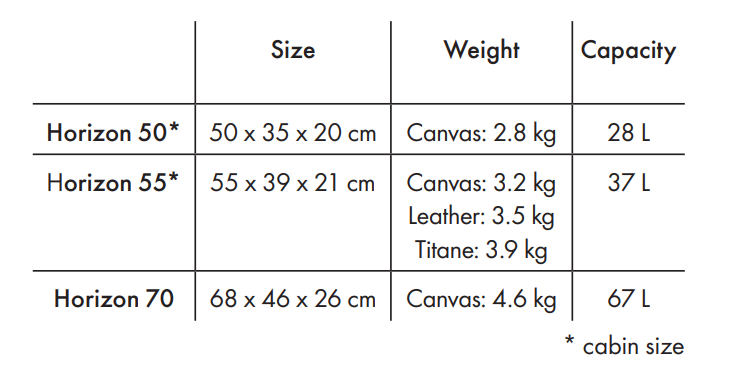 Size Weight Capacity
Horizon 50* 50 x 35 x 20 cm Canvas: 2.8 kg 28 L
Horizon 55* 55 x 39 x 21 cm Canvas: 3.2 kg 37 L
Leather: 3.5 kg
Titane: 3.9 kg
Horizon 70 68 x 46 x 26 cm Canvas: 4.6 kg 67 L
* cabin size